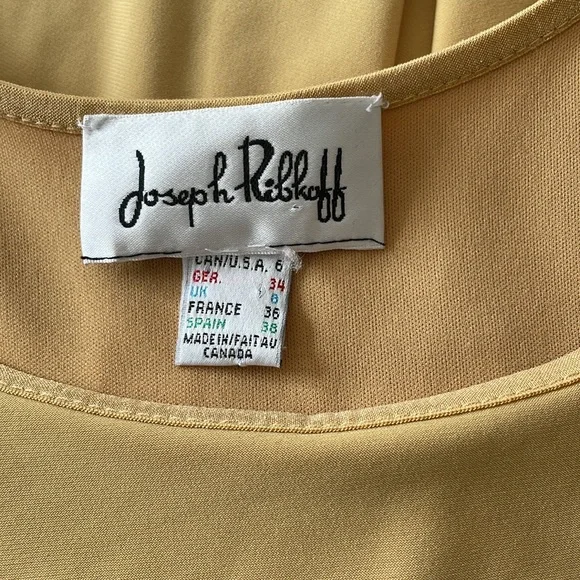 Joseph Ribkoff
CAN/U.S.A. 6
GER. 34
UK 8
FRANCE 36
SPAIN 38
MADE IN/FAIT AU
CANADA